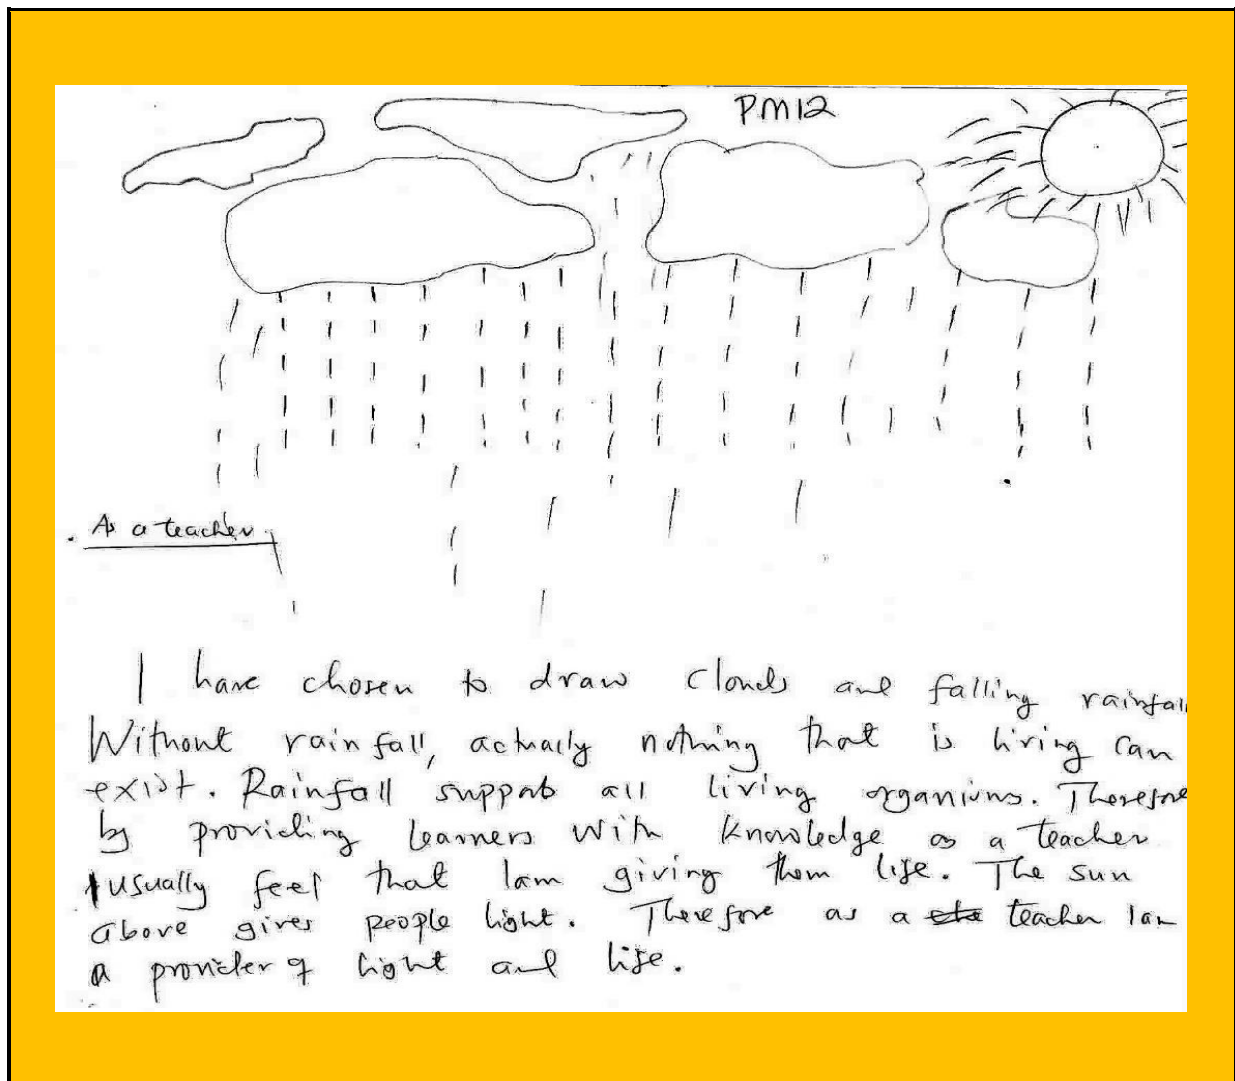 PM12
As a teacher.
I have chosen to draw clouds and falling rainfall
Without rainfall, actually nothing that is living can
exist. Rainfall supports all living organisms. Therefore
by providing learners with knowledge as a teacher
I usually feel that I am giving them life. The sun
above gives people light. Therefore as a teacher I am
a provider of light and life.